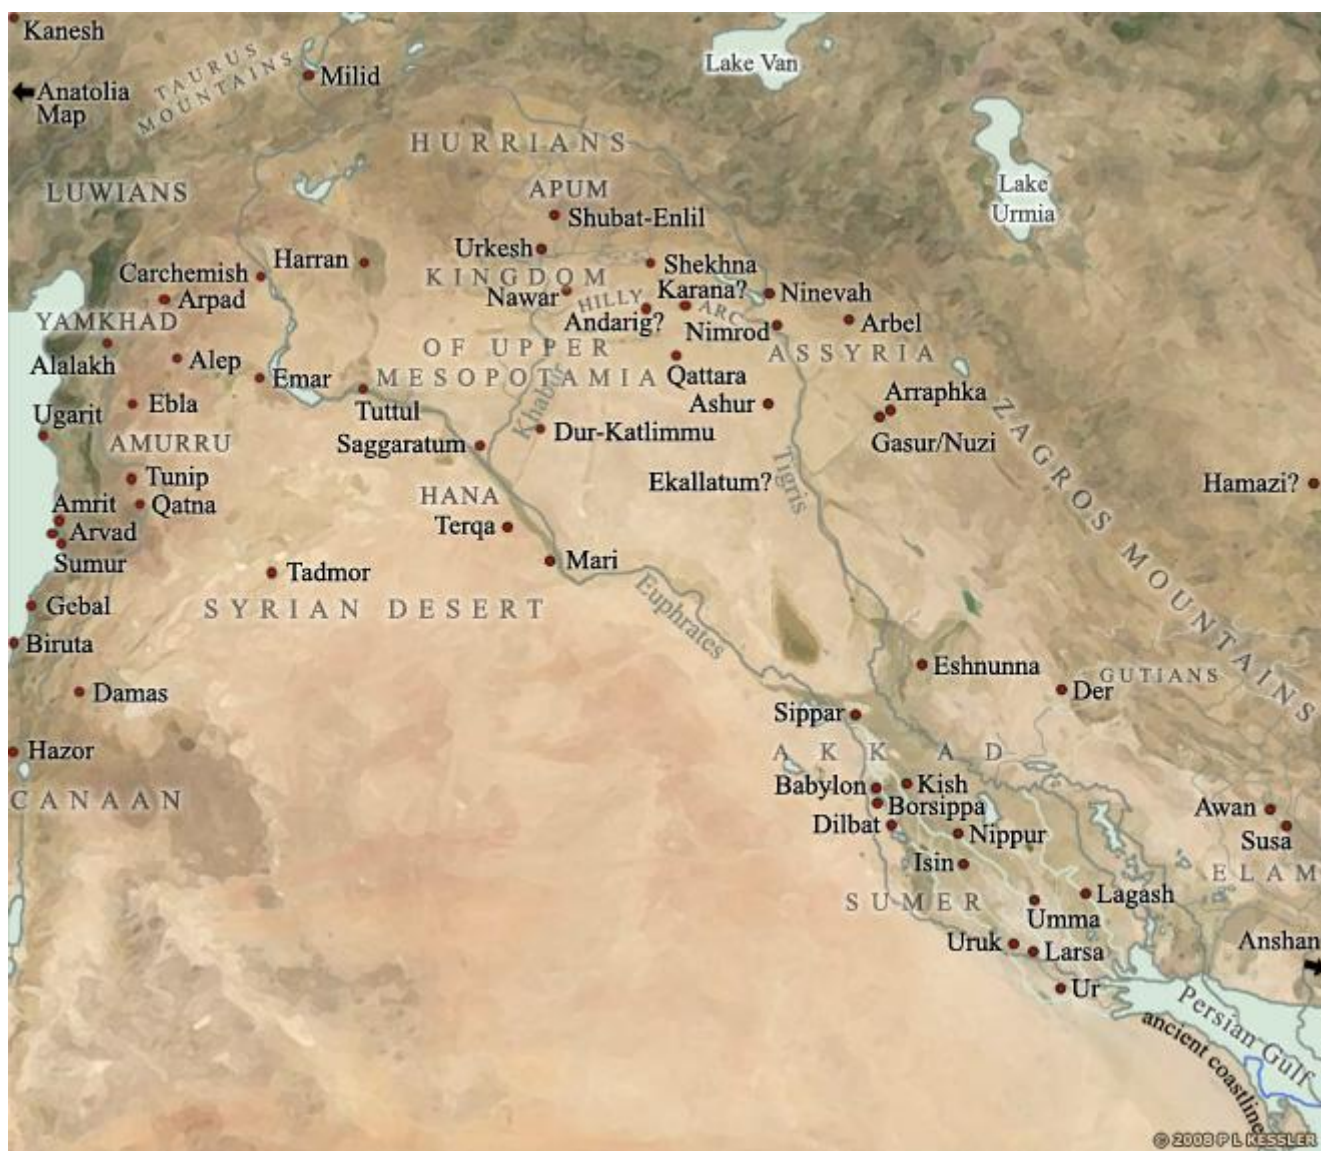 Kanesh
TAURUS
MOUNTAINS
Milid
Lake Van
Anatolia
Map
HURRIANS
Lake
Urmia
LUWIANS
APUM
Shubat-Enlil
Urkesh
Harran
Shekhna
Carchemish
KINGDOM
Arpad
Nawar
HILLY
Karana?
ARC
Ninevah
YAMKHAD
Andarig?
Nimrod
Arbel
Alalakh
Alep
OF UPPER
ASSYRIA
Emar
MESOPOTAMIA
Qattara
Ebla
Tuttul
Khabur
Ashur
Arraphka
Ugarit
AMURRU
Saggaratum
Dur-Katlimmu
Gasur/Nuzi
ZAGROS MOUNTAINS
Tunip
Tigris
Ekallatum?
Hamazi?
Amrit
Qatna
HANA
Arvad
Terqa
Sumur
Tadmor
Mari
Gebal
SYRIAN DESERT
Euphrates
Biruta
Eshnunna
Damas
Der
GUTIANS
Sippar
Hazor
AKKAD
CANAAN
Babylon
Kish
Borsippa
Awan
Dilbat
Nippur
Susa
Isin
ELAM
SUMER
Lagash
Umma
Uruk
Larsa
Anshan
Ur
Persian Gulf
ancient coastline
© 2008 P L KESSLER